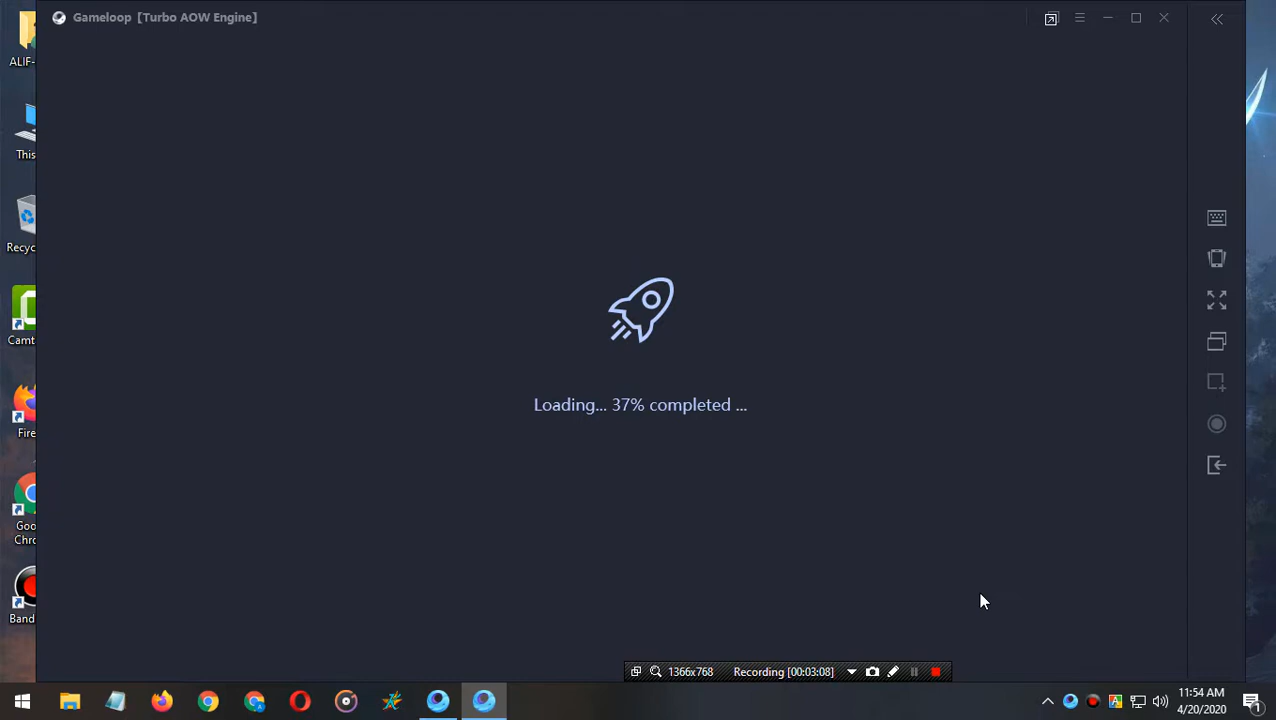 Gameloop [Turbo AOW Engine]
ALIF-
This
Recyc
Camt
Fire
Goo
Chro
Band
Loading... 37% completed ...
1366x768 Recording [00:03:08]
11:54 AM
4/20/2020
1